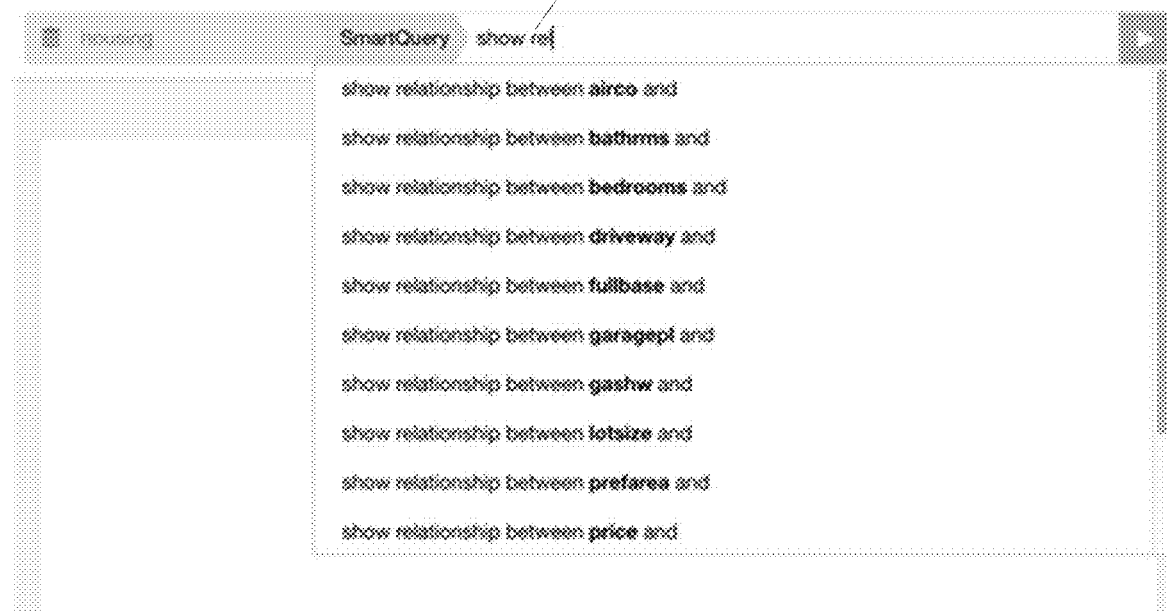 housing SmartQuery show rel
show relationship between airco and
show relationship between bathrms and
show relationship between bedrooms and
show relationship between driveway and
show relationship between fullbase and
show relationship between garagepl and
show relationship between gashw and
show relationship between lotsize and
show relationship between prefarea and
show relationship between price and